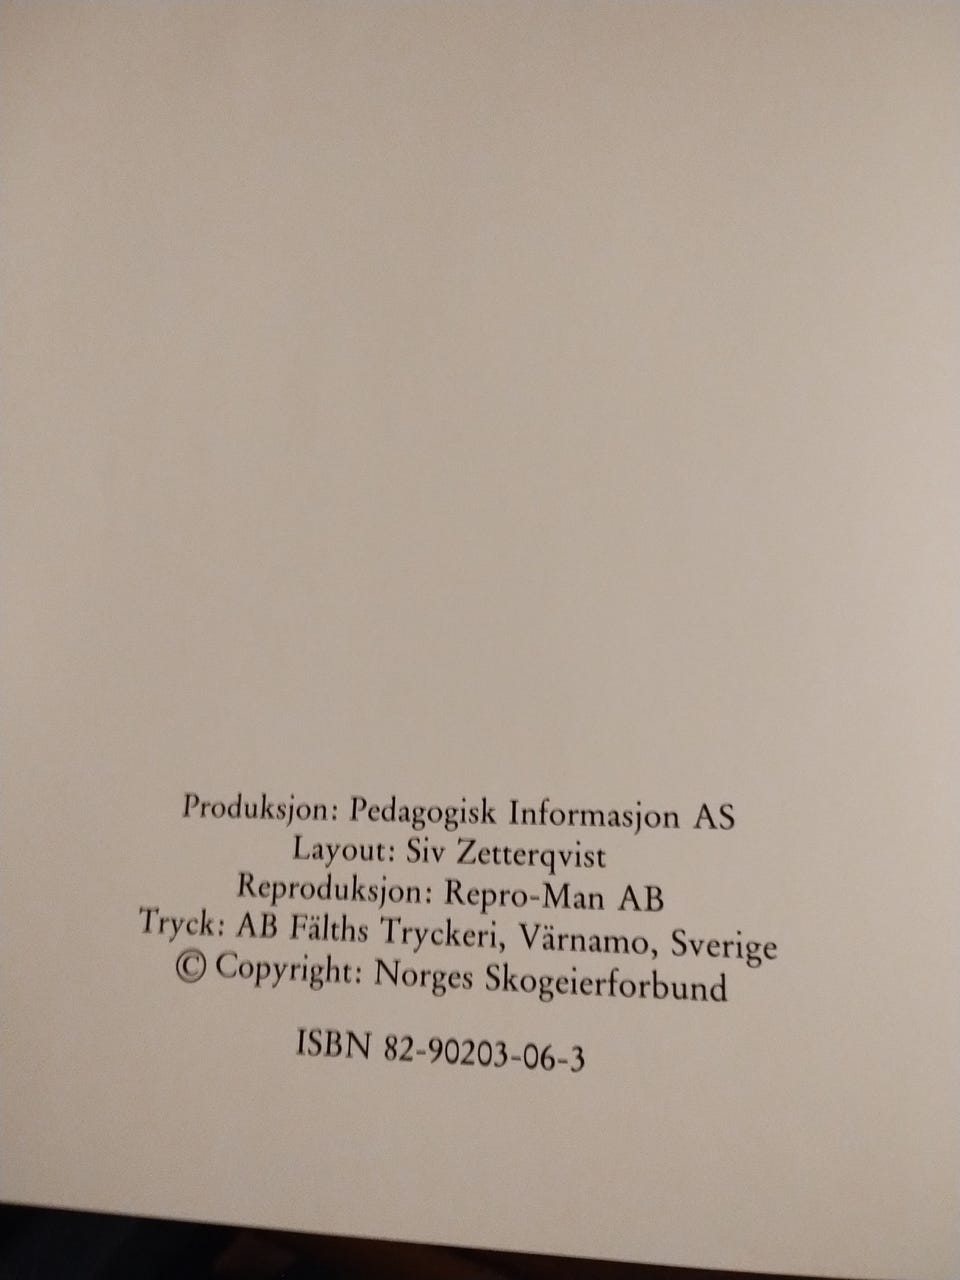 Produksjon: Pedagogisk Informasjon AS
Layout: Siv Zetterqvist
Reproduksjon: Repro-Man AB
Tryck: AB Fälths Tryckeri, Värnamo, Sverige
© Copyright: Norges Skogeierforbund
ISBN 82-90203-06-3